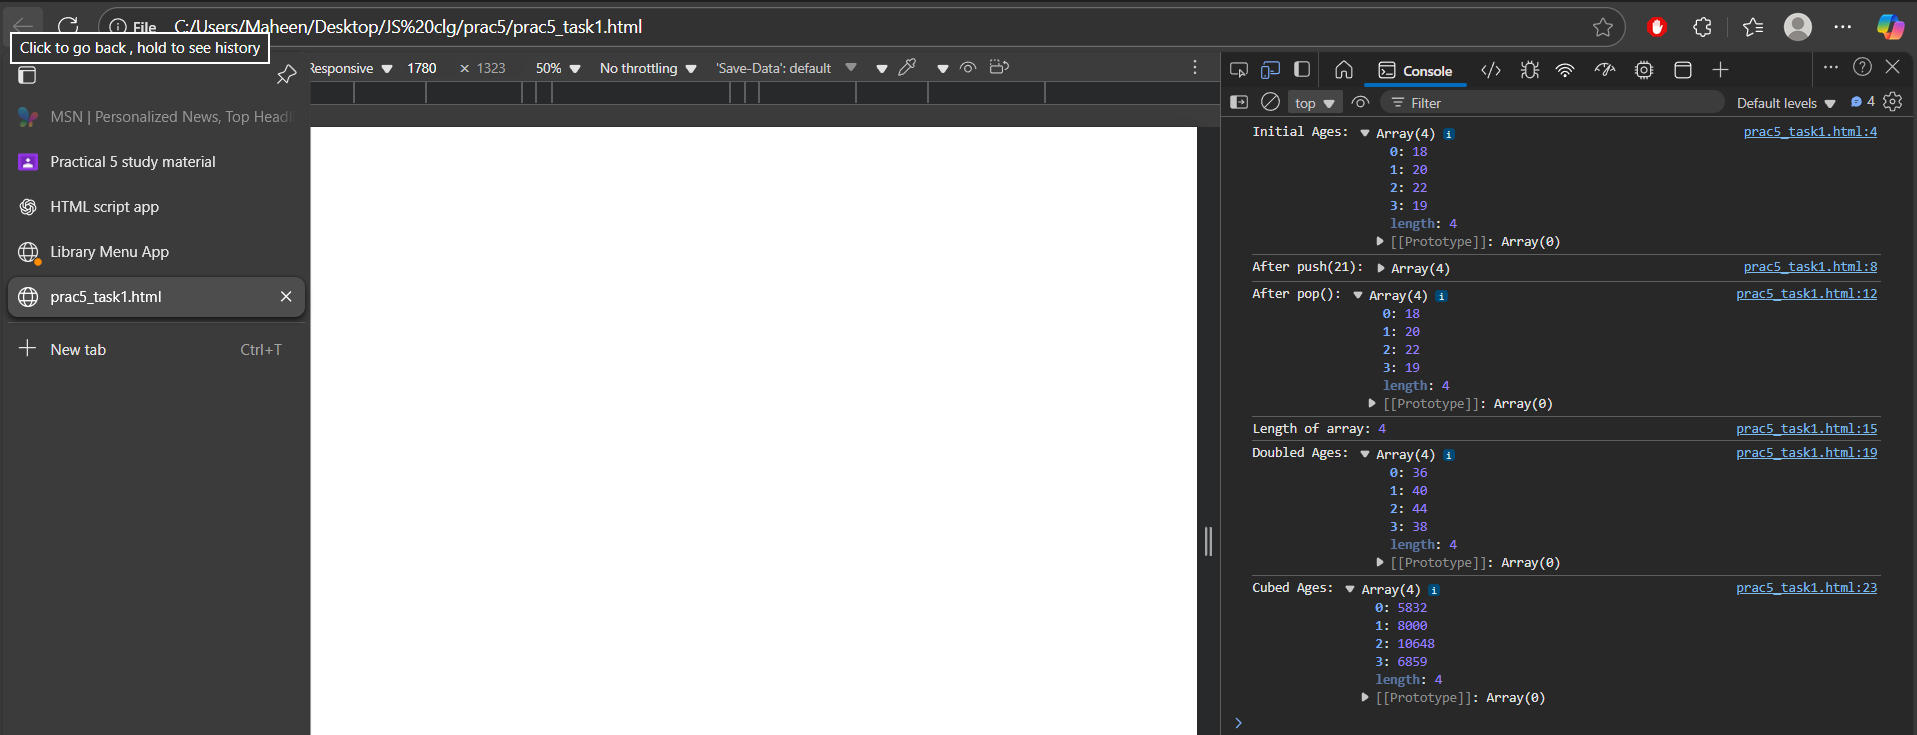 File C:/Users/Maheen/Desktop/JS%20clg/prac5/prac5_task1.html
Click to go back , hold to see history
MSN | Personalized News, Top Headli
Practical 5 study material
HTML script app
Library Menu App
prac5_task1.html
New tab Ctrl+T
Responsive 1780 × 1323 50% No throttling 'Save-Data': default
Console
top Filter Default levels 4
Initial Ages: Array(4) i prac5_task1.html:4
0: 18
1: 20
2: 22
3: 19
length: 4
[[Prototype]]: Array(0)
After push(21): Array(4) prac5_task1.html:8
After pop(): Array(4) i prac5_task1.html:12
0: 18
1: 20
2: 22
3: 19
length: 4
[[Prototype]]: Array(0)
Length of array: 4 prac5_task1.html:15
Doubled Ages: Array(4) i prac5_task1.html:19
0: 36
1: 40
2: 44
3: 38
length: 4
[[Prototype]]: Array(0)
Cubed Ages: Array(4) i prac5_task1.html:23
0: 5832
1: 8000
2: 10648
3: 6859
length: 4
[[Prototype]]: Array(0)